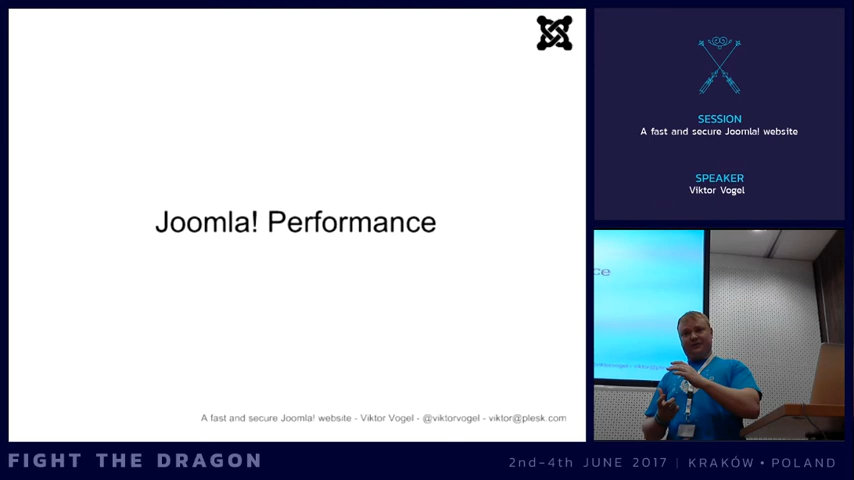 Joomla! Performance
A fast and secure Joomla! website - Viktor Vogel - @viktorvogel - viktor@plesk.com
SESSION
A fast and secure Joomla! website
SPEAKER
Viktor Vogel
ce
FIGHT THE DRAGON
2nd-4th JUNE 2017 | KRAKÓW • POLAND